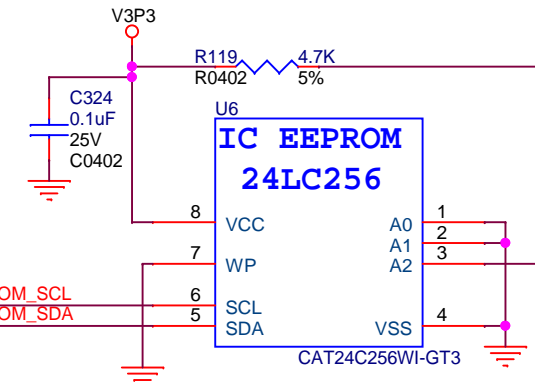 V3P3
R119 4.7K
R0402 5%
C324
0.1uF
25V
C0402
U6
IC EEPROM
24LC256
8 VCC A0 1
A1 2
7 WP A2 3
OM_SCL 6 SCL
OM_SDA 5 SDA VSS 4
CAT24C256WI-GT3